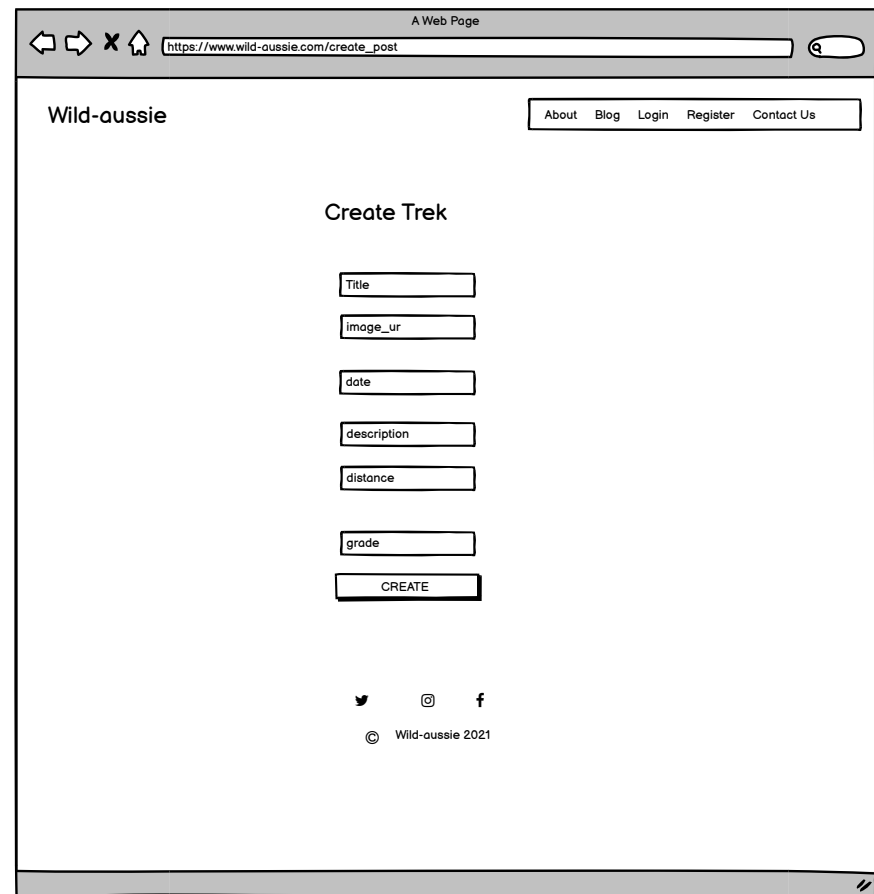 A Web Page
https://www.wild-aussie.com/create_post
Wild-aussie
About Blog Login Register Contact Us
Create Trek
Title
image_ur
date
description
distance
grade
CREATE
© Wild-aussie 2021